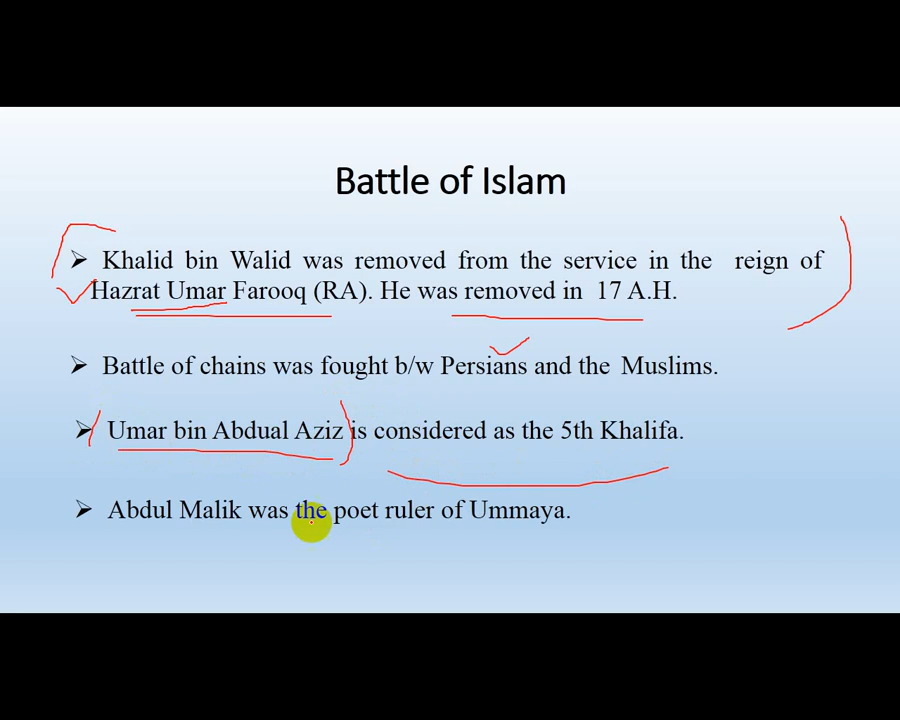 Battle of Islam
➢ Khalid bin Walid was removed from the service in the reign of
Hazrat Umar Farooq (RA). He was removed in 17 A.H.
➢ Battle of chains was fought b/w Persians and the Muslims.
➢ Umar bin Abdual Aziz is considered as the 5th Khalifa.
➢ Abdul Malik was the poet ruler of Ummaya.